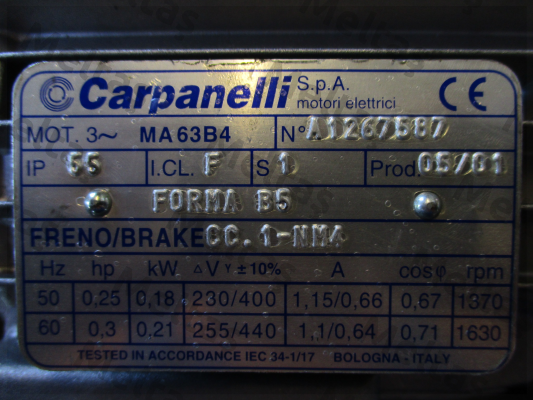 Carpanelli S.p.A.
motori elettrici
CE
MOT. 3~ MA63B4 N° A1267587
IP 55 I.CL. F S 1 Prod. 05/01
FORMA B5
FRENO/BRAKE CC. 1-NM4
Hz hp kW △ V Y ±10% A cosφ rpm
50 0,25 0,18 230/400 1,15/0,66 0,67 1370
60 0,3 0.21 255/440 1,1/0,64 0,71 1630
TESTED IN ACCORDANCE IEC 34-1/17 BOLOGNA - ITALY